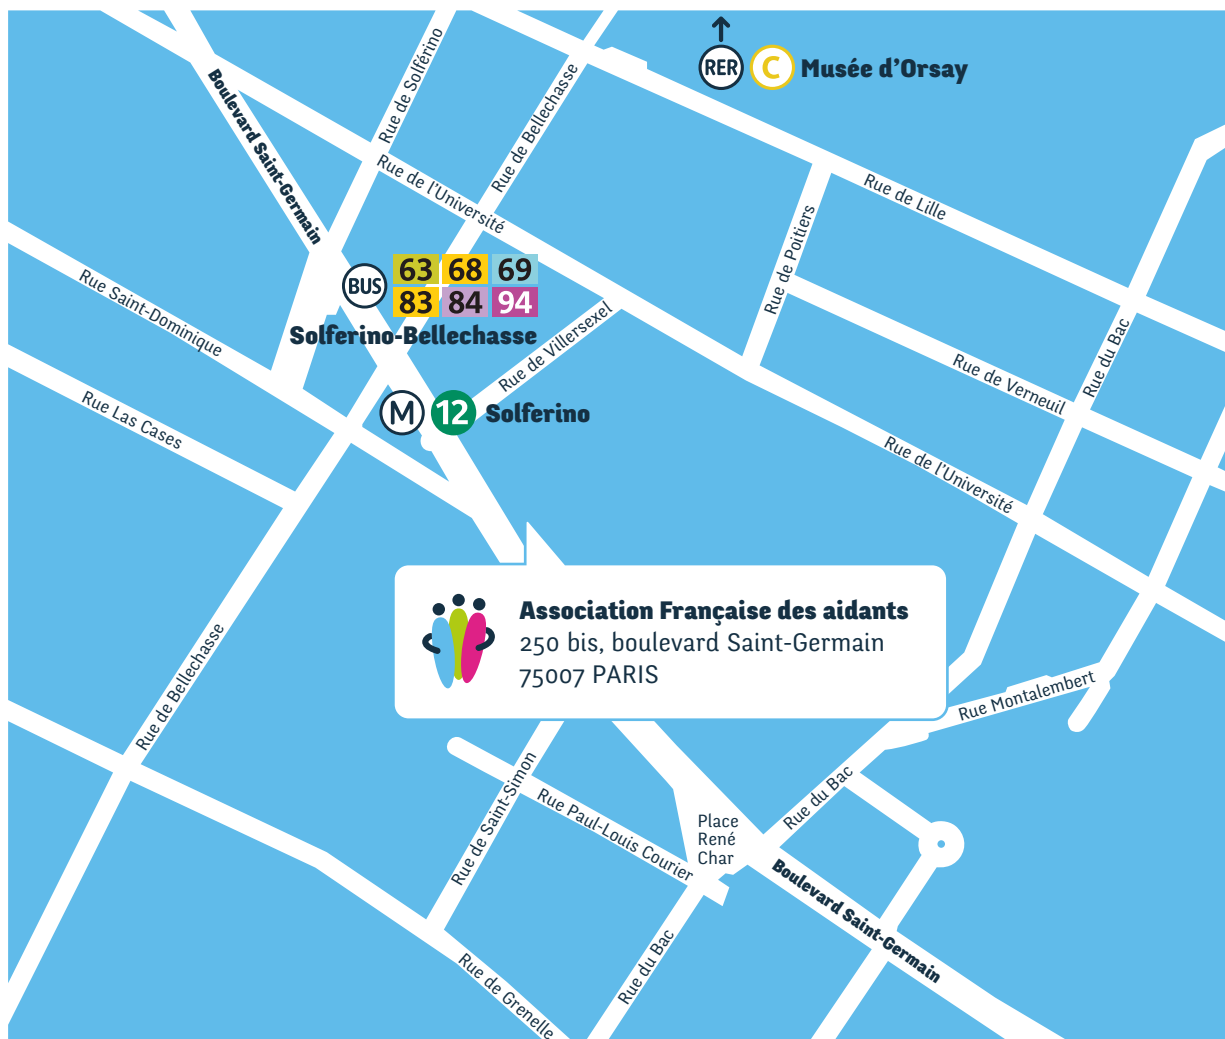 RER C Musée d'Orsay
Rue de Solférino
Rue de Bellechasse
Boulevard Saint-Germain
Rue de l'Université
Rue de Lille
Rue de Poitiers
BUS 63 68 69
83 84 94
Solferino-Bellechasse
Rue Saint-Dominique
Rue de Villersexel
Rue du Bac
Rue de Verneuil
Rue Las Cases
M 12 Solferino
Rue de l'Université
Association Française des aidants
250 bis, boulevard Saint-Germain
75007 PARIS
Rue de Bellechasse
Rue Montalembert
Rue de Saint-Simon
Rue Paul-Louis Courier
Place
René
Char
Rue du Bac
Boulevard Saint-Germain
Rue du Bac
Rue de Grenelle